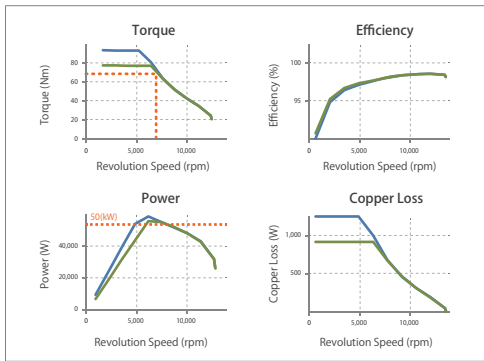 Torque
Torque (Nm)
80
60
40
20
0
0
5,000
10,000
Revolution Speed (rpm)
Efficiency
Efficiency (%)
100
95
5,000
10,000
Revolution Speed (rpm)
Power
50(kW)
Power (W)
40,000
20,000
0
0
5,000
10,000
Revolution Speed (rpm)
Copper Loss
Copper Loss (W)
1,000
500
5,000
10,000
Revolution Speed (rpm)